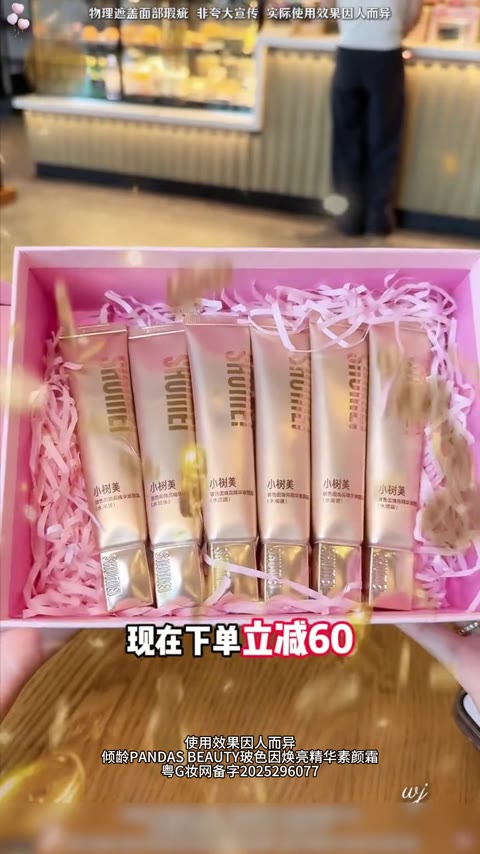 物理遮盖面部瑕疵 非夸大宣传 实际使用效果因人而异
SHUMEI
SHUMEI
SHUMEI
SHUMEI
SHUMEI
SHUMEI
小树美
小树美
小树美
小树美
小树美
小树美
现在下单立减60
使用效果因人而异
倾龄PANDAS BEAUTY玻色因焕亮精华素颜霜
粤G妆网备字2025296077
wj